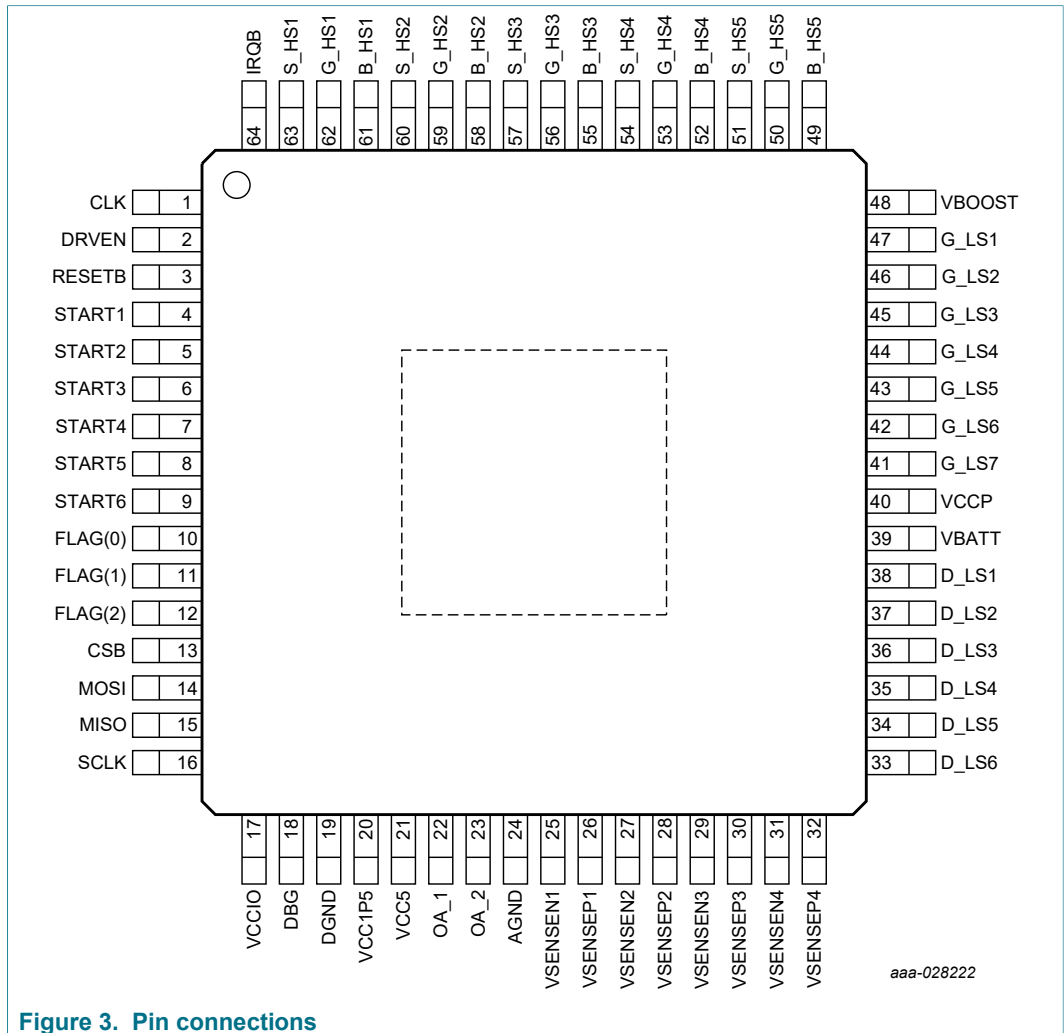 IRQB
S_HS1
G_HS1
B_HS1
S_HS2
G_HS2
B_HS2
S_HS3
G_HS3
B_HS3
S_HS4
G_HS4
B_HS4
S_HS5
G_HS5
B_HS5
64
63
62
61
60
59
58
57
56
55
54
53
52
51
50
49
CLK 1
DRVEN 2
RESETB 3
START1 4
START2 5
START3 6
START4 7
START5 8
START6 9
FLAG(0) 10
FLAG(1) 11
FLAG(2) 12
CSB 13
MOSI 14
MISO 15
SCLK 16
48 VBOOST
47 G_LS1
46 G_LS2
45 G_LS3
44 G_LS4
43 G_LS5
42 G_LS6
41 G_LS7
40 VCCP
39 VBATT
38 D_LS1
37 D_LS2
36 D_LS3
35 D_LS4
34 D_LS5
33 D_LS6
17
18
19
20
21
22
23
24
25
26
27
28
29
30
31
32
VCCIO
DBG
DGND
VCC1P5
VCC5
OA_1
OA_2
AGND
VSENSEN1
VSENSEP1
VSENSEN2
VSENSEP2
VSENSEN3
VSENSEP3
VSENSEN4
VSENSEP4
aaa-028222
Figure 3. Pin connections